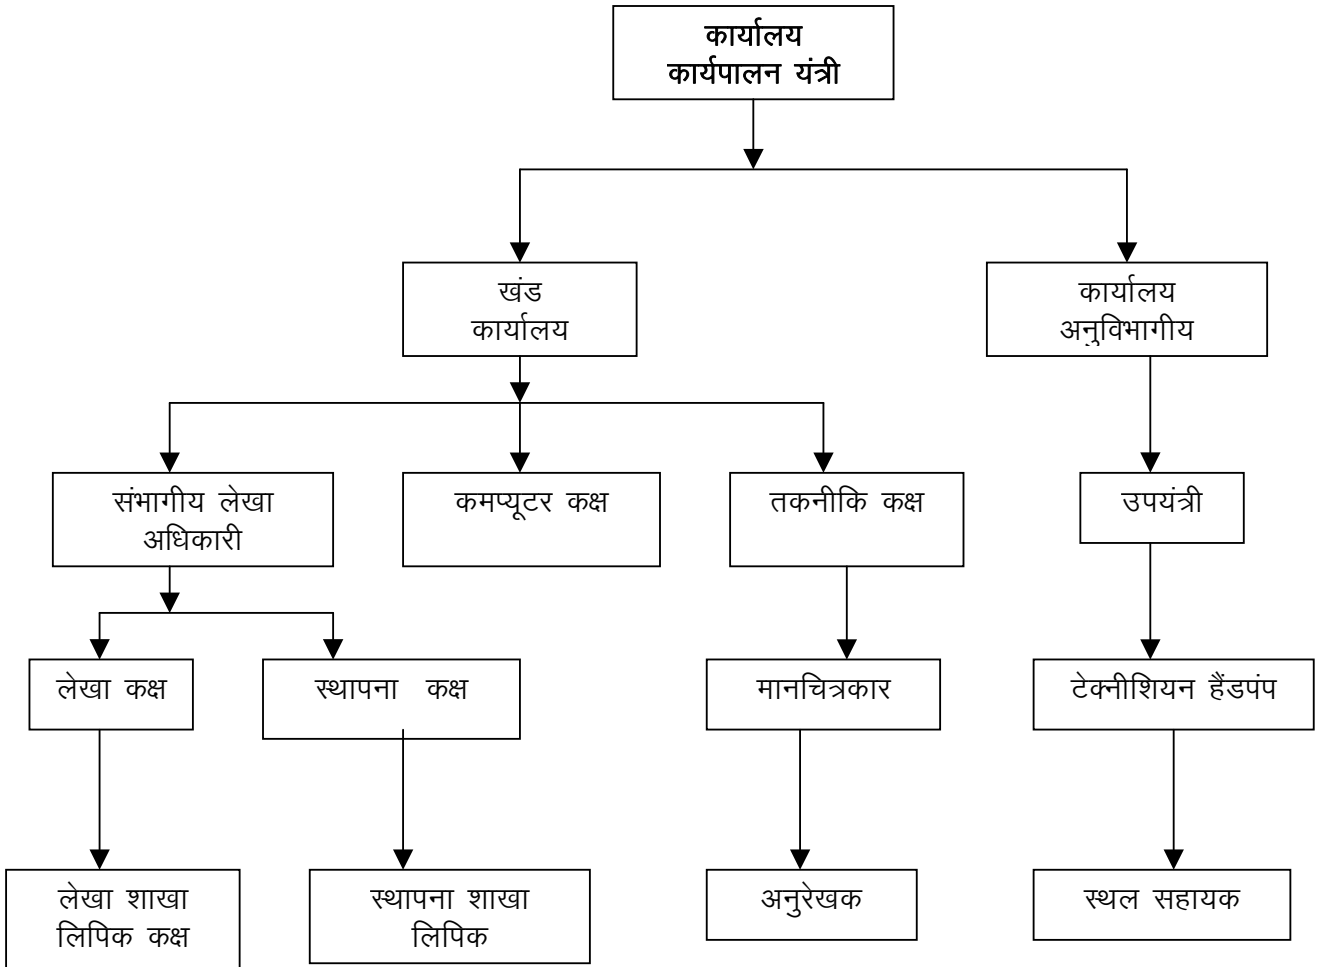 कार्यालय
कार्यपालन यंत्री
खंड
कार्यालय
कार्यालय
अनुविभागीय
संभागीय लेखा
अधिकारी
कमप्यूटर कक्ष
तकनीकि कक्ष
उपयंत्री
लेखा कक्ष
स्थापना कक्ष
मानचित्रकार
टेक्नीशियन हैंडपंप
लेखा शाखा
लिपिक कक्ष
स्थापना शाखा
लिपिक
अनुरेखक
स्थल सहायक